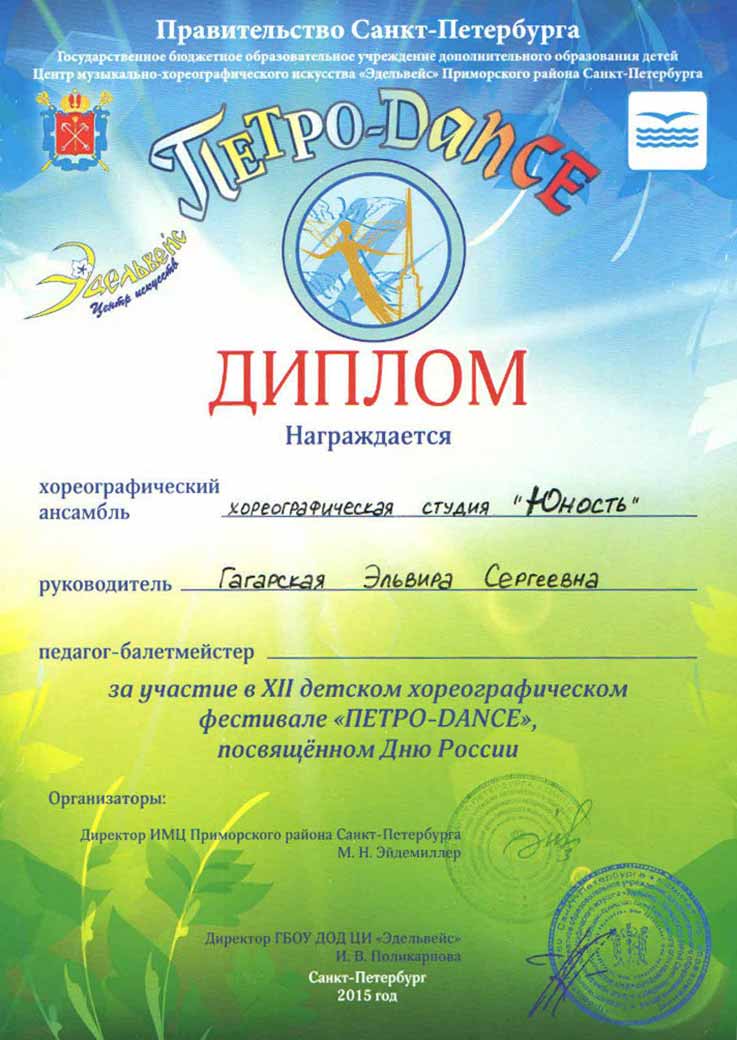 Правительство Санкт-Петербурга
Государственное бюджетное образовательное учреждение дополнительного образования детей
Центр музыкально-хореографического искусства «Эдельвейс» Приморского района Санкт-Петербурга
ПЕТРО-DANCE
Эдельвейс
Центр искусств
ДИПЛОМ
Награждается
хореографический
ансамбль хореографическая студия "Юность"
руководитель Гагарская Эльвира Сергеевна
педагог-балетмейстер
за участие в XII детском хореографическом
фестивале «ПЕТРО-DANCE»,
посвящённом Дню России
Организаторы:
Директор ИМЦ Приморского района Санкт-Петербурга
М. Н. Эйдемиллер
Директор ГБОУ ДОД ЦИ «Эдельвейс»
И. В. Поликарпова
Санкт-Петербург
2015 год